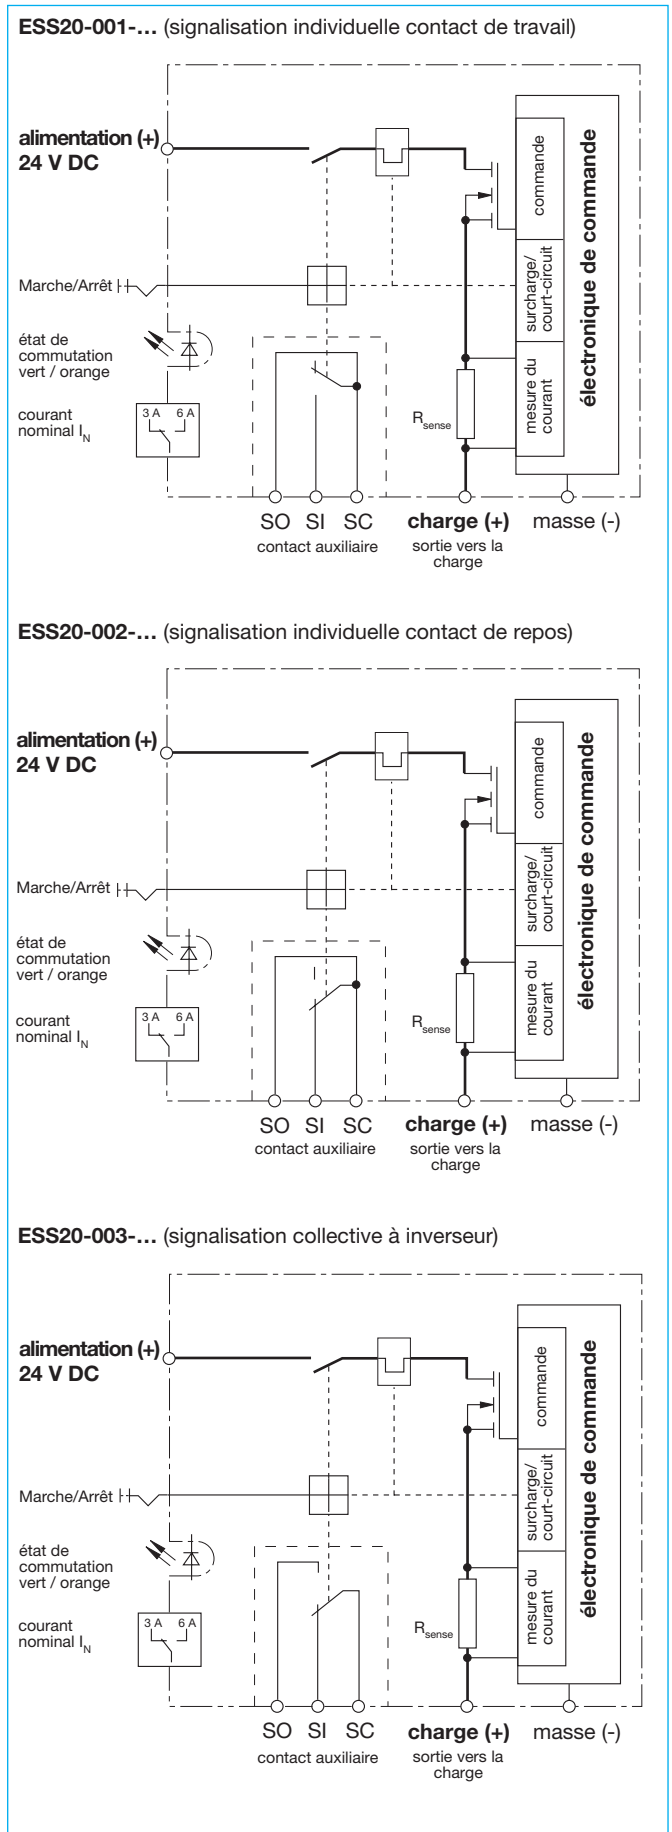 ESS20-001-... (signalisation individuelle contact de travail)
alimentation (+)
24 V DC
commande
électronique de commande
surcharge/
court-circuit
Marche/Arrêt
état de
commutation
vert / orange
mesure du
courant
courant
nominal IN
3 A 6 A
Rsense
SO SI SC
contact auxiliaire
charge (+)
sortie vers la
charge
masse (-)
ESS20-002-... (signalisation individuelle contact de repos)
alimentation (+)
24 V DC
commande
électronique de commande
surcharge/
court-circuit
Marche/Arrêt
état de
commutation
vert / orange
mesure du
courant
courant
nominal IN
3 A 6 A
Rsense
SO SI SC
contact auxiliaire
charge (+)
sortie vers la
charge
masse (-)
ESS20-003-... (signalisation collective à inverseur)
alimentation (+)
24 V DC
commande
électronique de commande
surcharge/
court-circuit
Marche/Arrêt
état de
commutation
vert / orange
mesure du
courant
courant
nominal IN
3 A 6 A
Rsense
SO SI SC
contact auxiliaire
charge (+)
sortie vers la
charge
masse (-)